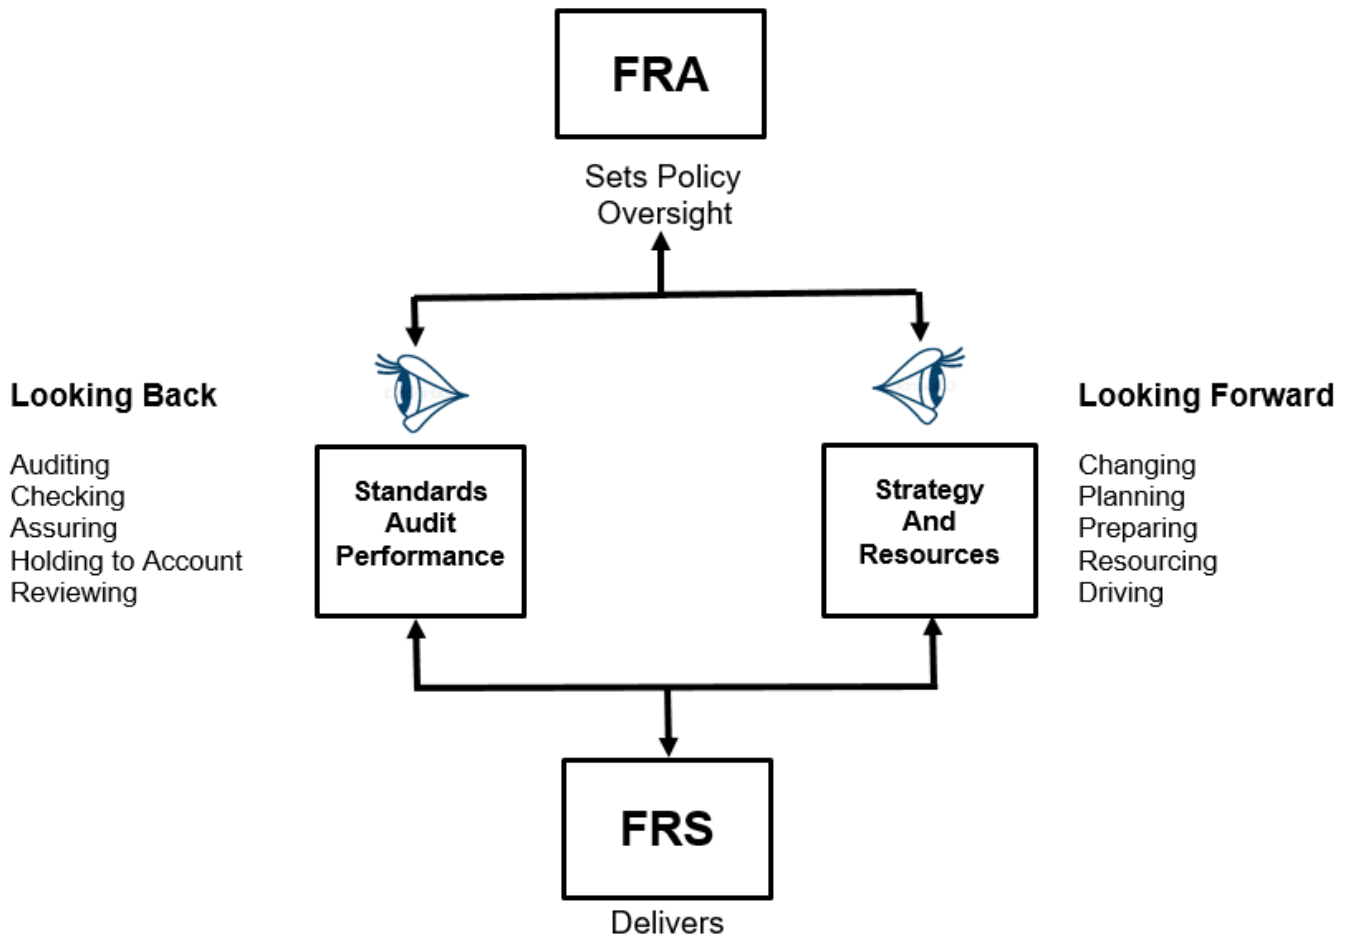 FRA
Sets Policy
Oversight
Looking Back
Auditing
Checking
Assuring
Holding to Account
Reviewing
Standards
Audit
Performance
Strategy
And
Resources
Looking Forward
Changing
Planning
Preparing
Resourcing
Driving
FRS
Delivers